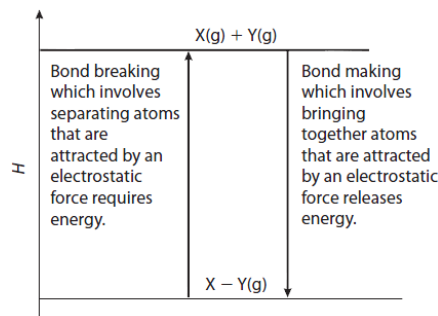 X(g) + Y(g)
Bond breaking
which involves
separating atoms
that are
attracted by an
electrostatic
force requires
energy.
Bond making
which involves
bringing
together atoms
that are attracted
by an electrostatic
force releases
energy.
H
X – Y(g)